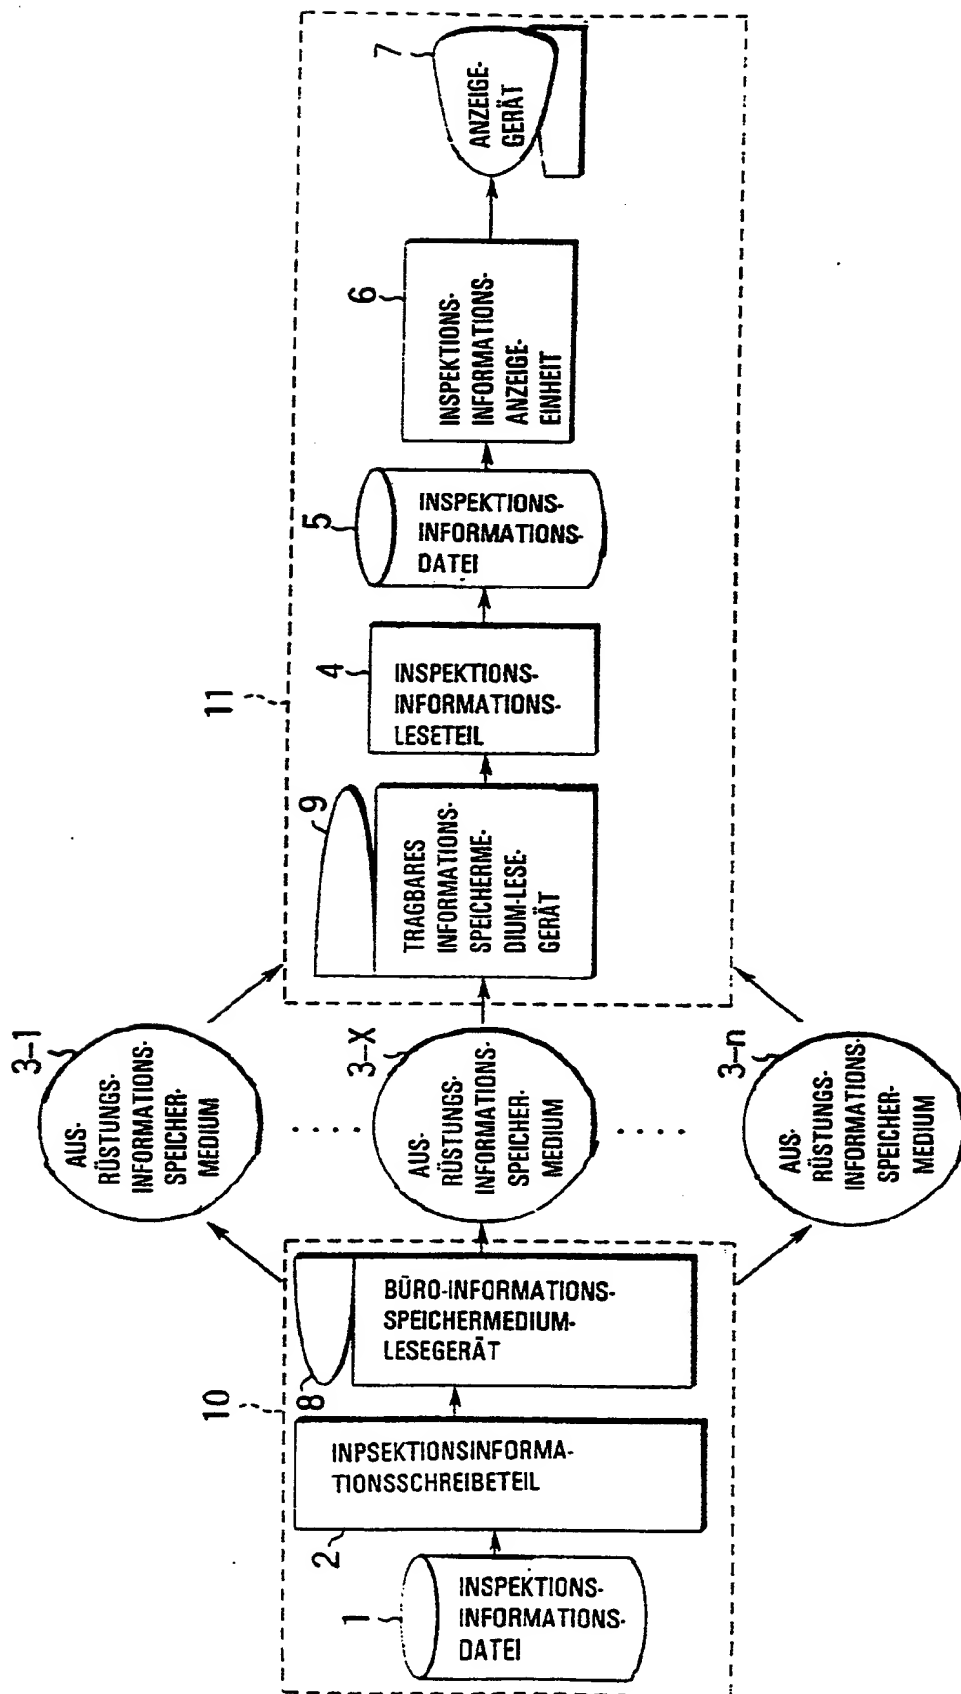 10
1
INSPEKTIONS-
INFORMATIONS-
DATEI
2
INPSEKTIONSINFORMA-
TIONSSCHREIBETEIL
8
BÜRO-INFORMATIONS-
SPEICHERMEDIUM-
LESEGERÄT
3-1
AUS-
RÜSTUNGS-
INFORMATIONS-
SPEICHER-
MEDIUM
3-X
AUS-
RÜSTUNGS-
INFORMATIONS-
SPEICHER-
MEDIUM
3-n
AUS-
RÜSTUNGS-
INFORMATIONS-
SPEICHER-
MEDIUM
11
9
TRAGBARES
INFORMATIONS-
SPEICHERME-
DIUM-LESE-
GERÄT
4
INSPEKTIONS-
INFORMATIONS-
LESETEIL
5
INSPEKTIONS-
INFORMATIONS-
DATEI
6
INSPEKTIONS-
INFORMATIONS-
ANZEIGE-
EINHEIT
7
ANZEIGE-
GERÄT